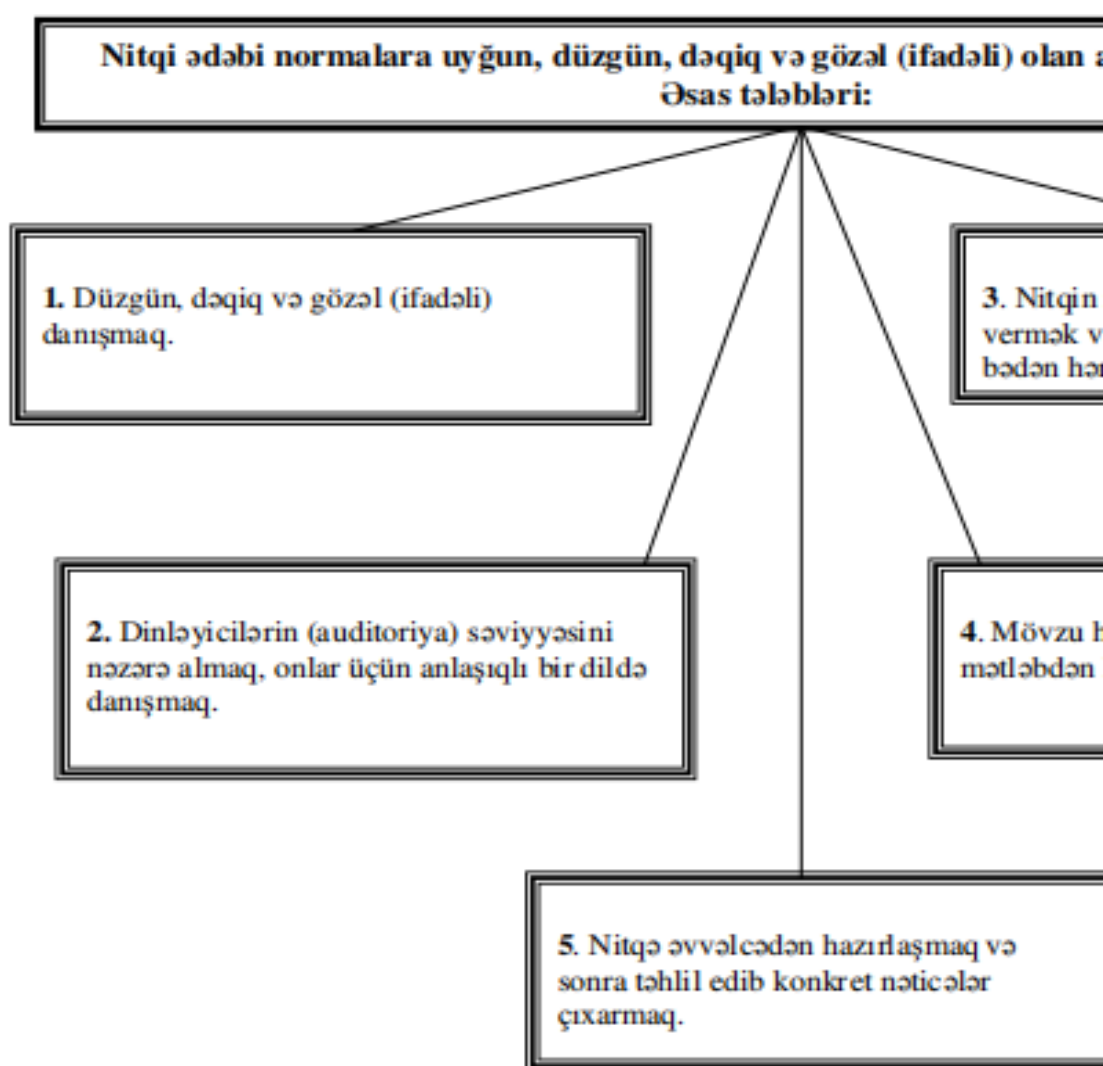 Nitqi ədəbi normalara uyğun, düzgün, dəqiq və gözəl (ifadəli) olan
Əsas tələbləri:
1. Düzgün, dəqiq və gözəl (ifadəli)
danışmaq.
2. Dinləyicilərin (auditoriya) səviyyəsini
nəzərə almaq, onlar üçün anlaşıqlı bir dildə
danışmaq.
3. Nitqin
vermək
bədən
4. Mövzu
mətləbdən
5. Nitqə əvvəlcədən hazırlaşmaq və
sonra təhlil edib konkret nəticələr
çıxarmaq.